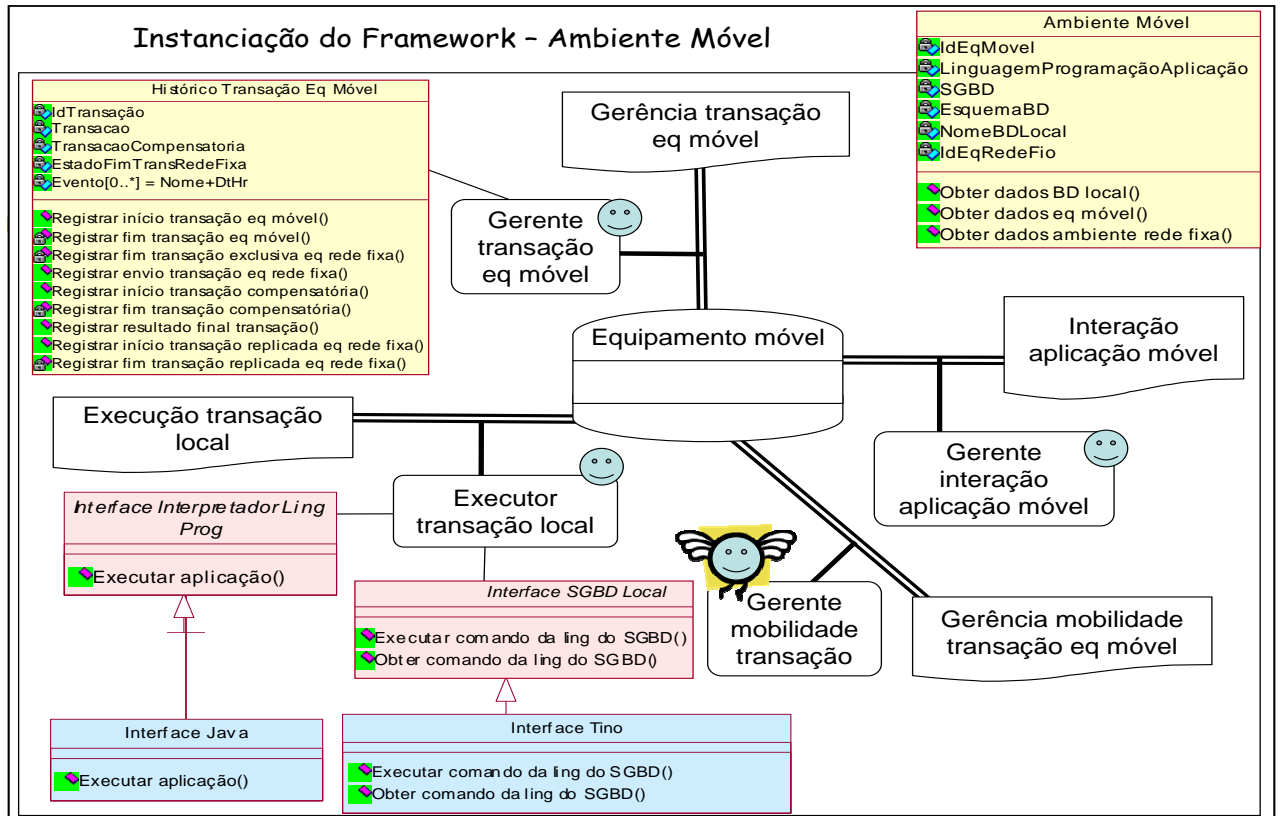 Instanciação do Framework – Ambiente Móvel
Ambiente Móvel
IdEqMovel
LinguagemProgramaçãoAplicação
SGBD
EsquemaBD
NomeBDLocal
IdEqRedeFio
Obter dados BD local()
Obter dados eq móvel()
Obter dados ambiente rede fixa()
Histórico Transação Eq Móvel
IdTransação
Transacao
TransacaoCompensatoria
EstadoFimTransRedeFixa
Evento[0..*] = Nome+DtHr
Registrar início transação eq móvel()
Registrar fim transação eq móvel()
Registrar fim transação exclusiva eq rede fixa()
Registrar envio transação eq rede fixa()
Registrar início transação compensatória()
Registrar fim transação compensatória()
Registrar resultado final transação()
Registrar início transação replicada eq rede fixa()
Registrar fim transação replicada eq rede fixa()
Gerência transação
eq móvel
Gerente
transação
eq móvel
Equipamento móvel
Interação
aplicação móvel
Gerente
interação
aplicação móvel
Execução transação
local
Executor
transação local
Interface Interpretador Ling
Prog
Executar aplicação()
Interface SGBD Local
Executar comando da ling do SGBD()
Obter comando da ling do SGBD()
Gerente
mobilidade
transação
Gerência mobilidade
transação eq móvel
Interface Java
Executar aplicação()
Interface Tino
Executar comando da ling do SGBD()
Obter comando da ling do SGBD()